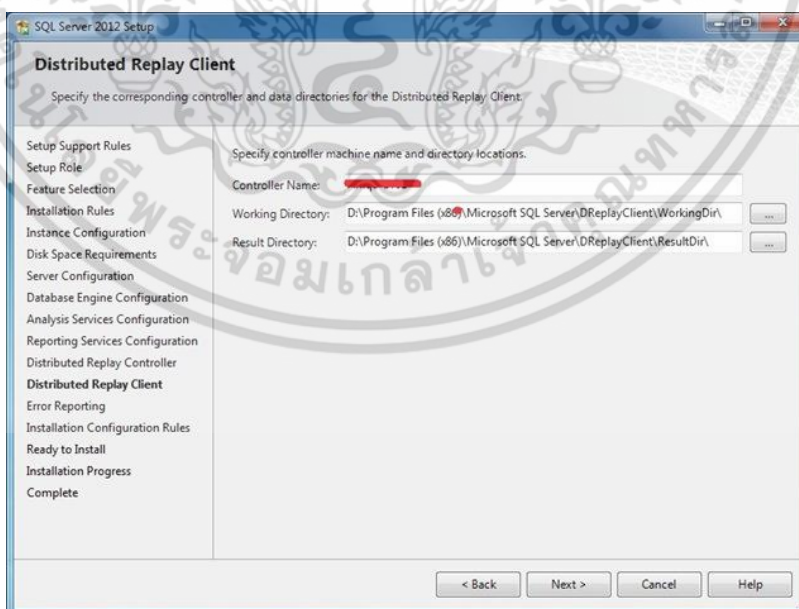 SQL Server 2012 Setup
Distributed Replay Client
Specify the corresponding controller and data directories for the Distributed Replay Client.
Setup Support Rules
Setup Role
Feature Selection
Installation Rules
Instance Configuration
Disk Space Requirements
Server Configuration
Database Engine Configuration
Analysis Services Configuration
Reporting Services Configuration
Distributed Replay Controller
Distributed Replay Client
Error Reporting
Installation Configuration Rules
Ready to Install
Installation Progress
Complete
Specify controller machine name and directory locations.
Controller Name:
Working Directory: D:\Program Files (x86)\Microsoft SQL Server\DReplayClient\WorkingDir\ ...
Result Directory: D:\Program Files (x86)\Microsoft SQL Server\DReplayClient\ResultDir\ ...
< Back Next > Cancel Help